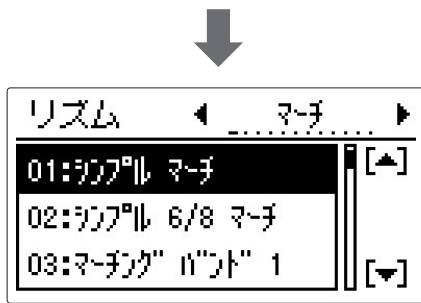 リズム ◀ マーチ ▶
01:ｼﾝﾌﾟﾙ ﾏｰﾁ [▲]
02:ｼﾝﾌﾟﾙ 6/8 ﾏｰﾁ
03:ﾏｰﾁﾝｸﾞ ﾊﾞﾝﾄﾞ 1 [▼]